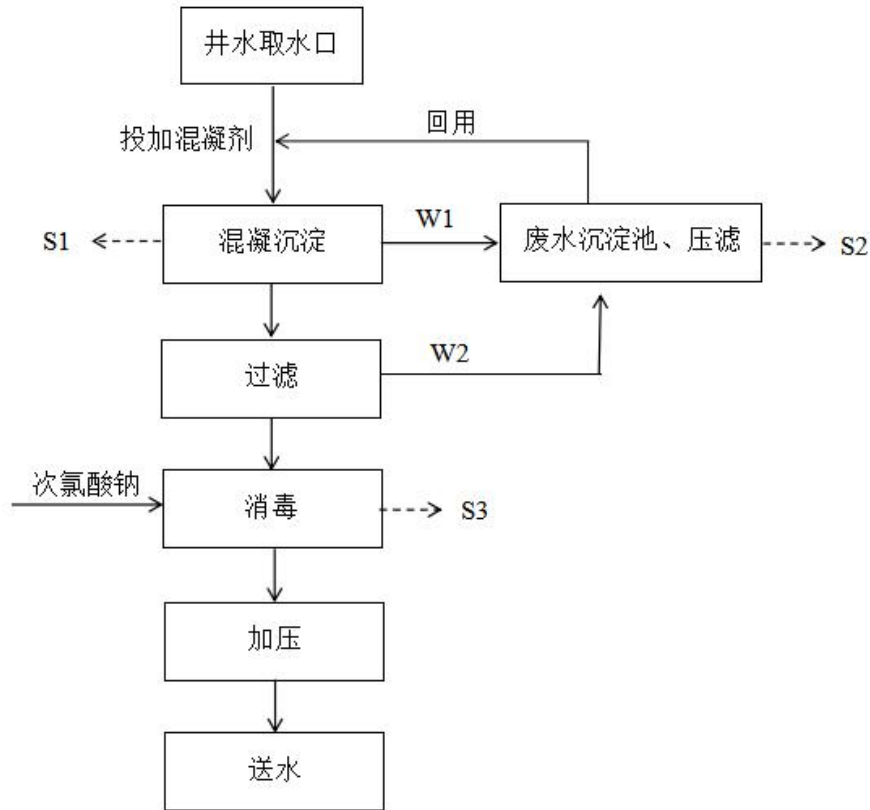 井水取水口
投加混凝剂
回用
S1
混凝沉淀
W1
废水沉淀池、压滤
S2
过滤
W2
次氯酸钠
消毒
S3
加压
送水